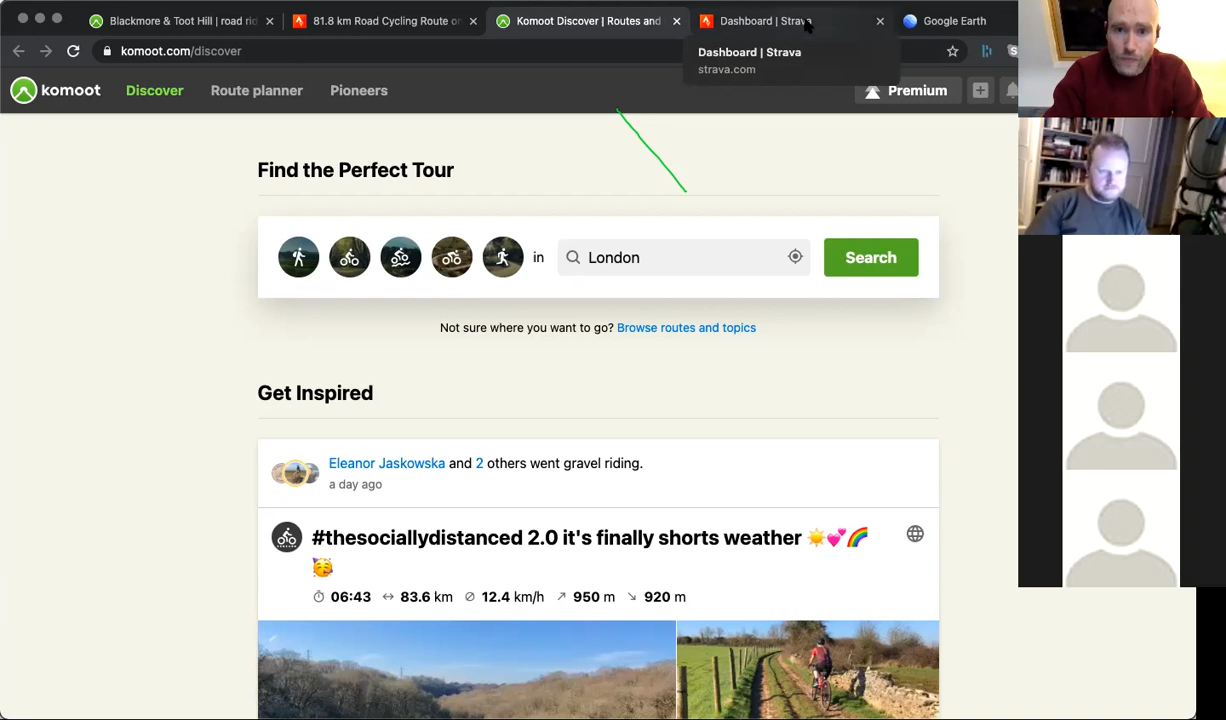 Blackmore & Toot Hill | road rid
81.8 km Road Cycling Route on
Komoot Discover | Routes and
Dashboard | Strava
Google Earth
komoot.com/discover
Dashboard | Strava
strava.com
komoot
Discover
Route planner
Pioneers
Premium
Find the Perfect Tour
in
London
Search
Not sure where you want to go? Browse routes and topics
Get Inspired
Eleanor Jaskowska and 2 others went gravel riding.
a day ago
#thesociallydistanced 2.0 it's finally shorts weather ☀️💕🌈
🥳
06:43 ↔ 83.6 km ⌀ 12.4 km/h ↗ 950 m ↘ 920 m